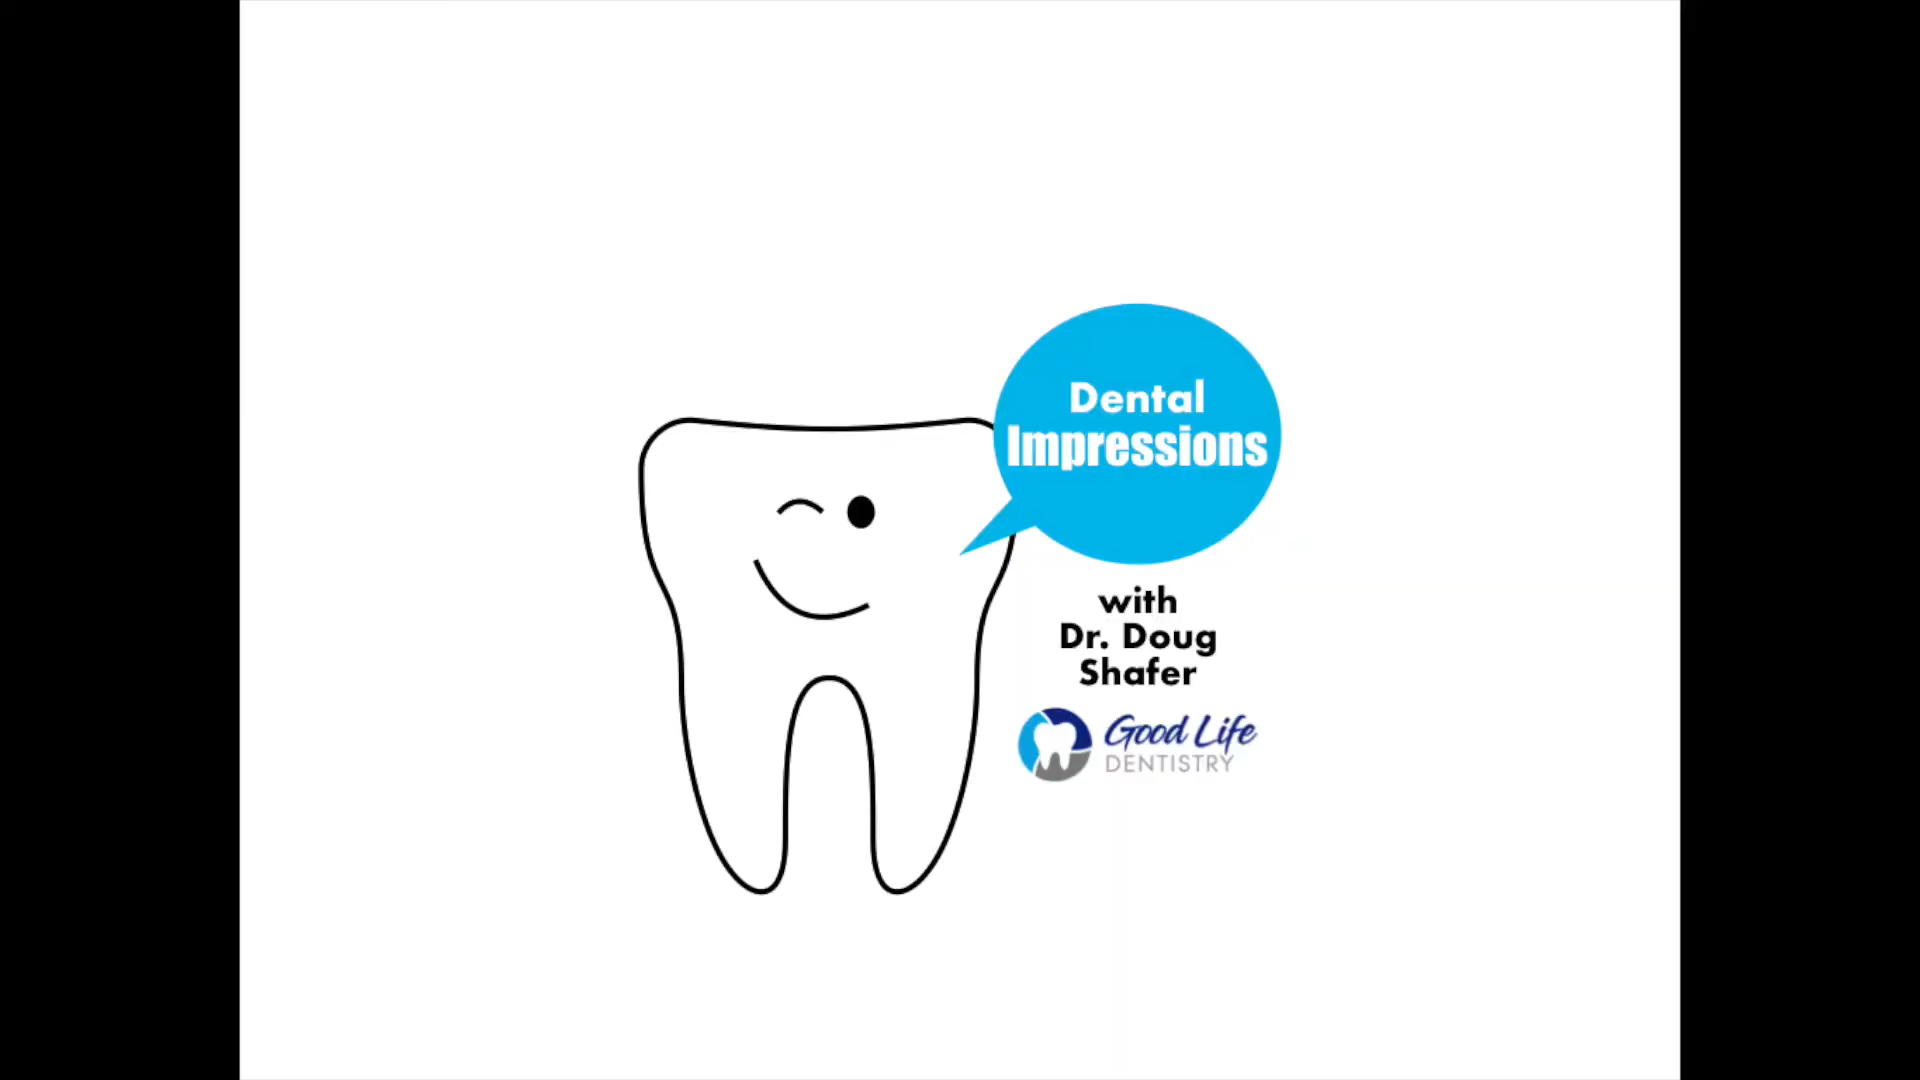 Dental
Impressions
with
Dr. Doug
Shafer
Good Life
DENTISTRY